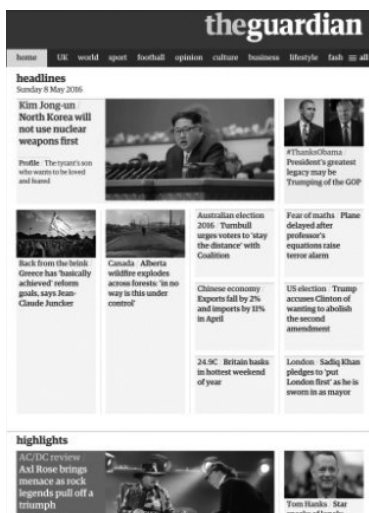 theguardian
home UK world sport football opinion culture business lifestyle fash all
headlines
Sunday 8 May 2016
Kim Jong-un
North Korea will
not use nuclear
weapons first
Profile The tyrant's son
who wants to be loved
and feared
#ThanksObama
President's greatest
legacy may be
Trumping of the GOP
Back from the brink
Greece has 'basically
achieved' reform
goals, says Jean-
Claude Juncker
Canada Alberta
wildfire explodes
across forests: 'in no
way is this under
control'
Australian election
2016 Turnbull
urges voters to 'stay
the distance' with
Coalition
Fear of maths Plane
delayed after
professor's
equations raise
terror alarm
Chinese economy
Exports fall by 2%
and imports by 11%
in April
US election Trump
accuses Clinton of
wanting to abolish
the second
amendment
24.9C Britain basks
in hottest weekend
of year
London Sadiq Khan
pledges to 'put
London first' as he is
sworn in as mayor
highlights
AC/DC review
Axl Rose brings
menace as rock
legends pull off a
triumph
Tom Hanks Star